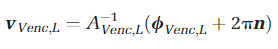 𝒗_{Venc,L} = A^{-1}_{Venc,L}(𝝓_{Venc,L} + 2π𝒏)